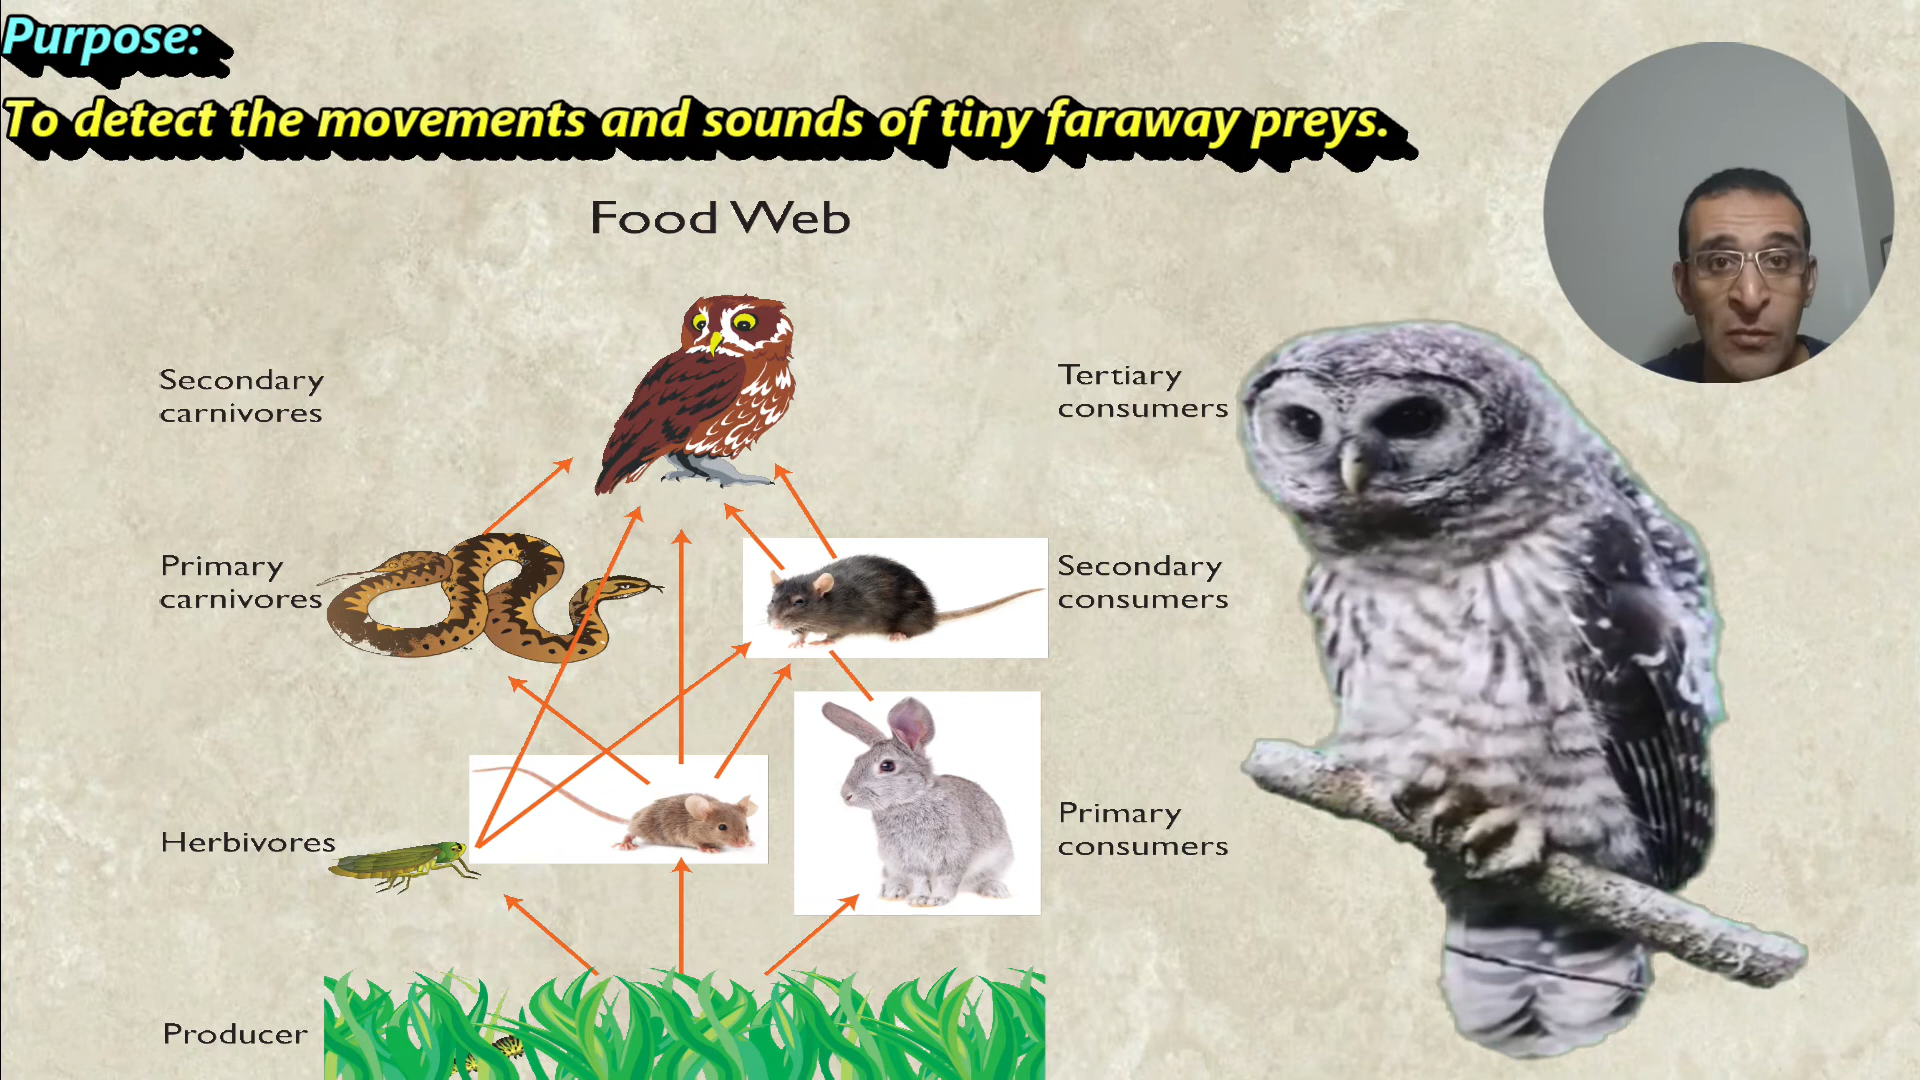 Purpose:
To detect the movements and sounds of tiny faraway preys.
Food Web
Secondary
carnivores
Tertiary
consumers
Primary
carnivores
Secondary
consumers
Herbivores
Primary
consumers
Producer